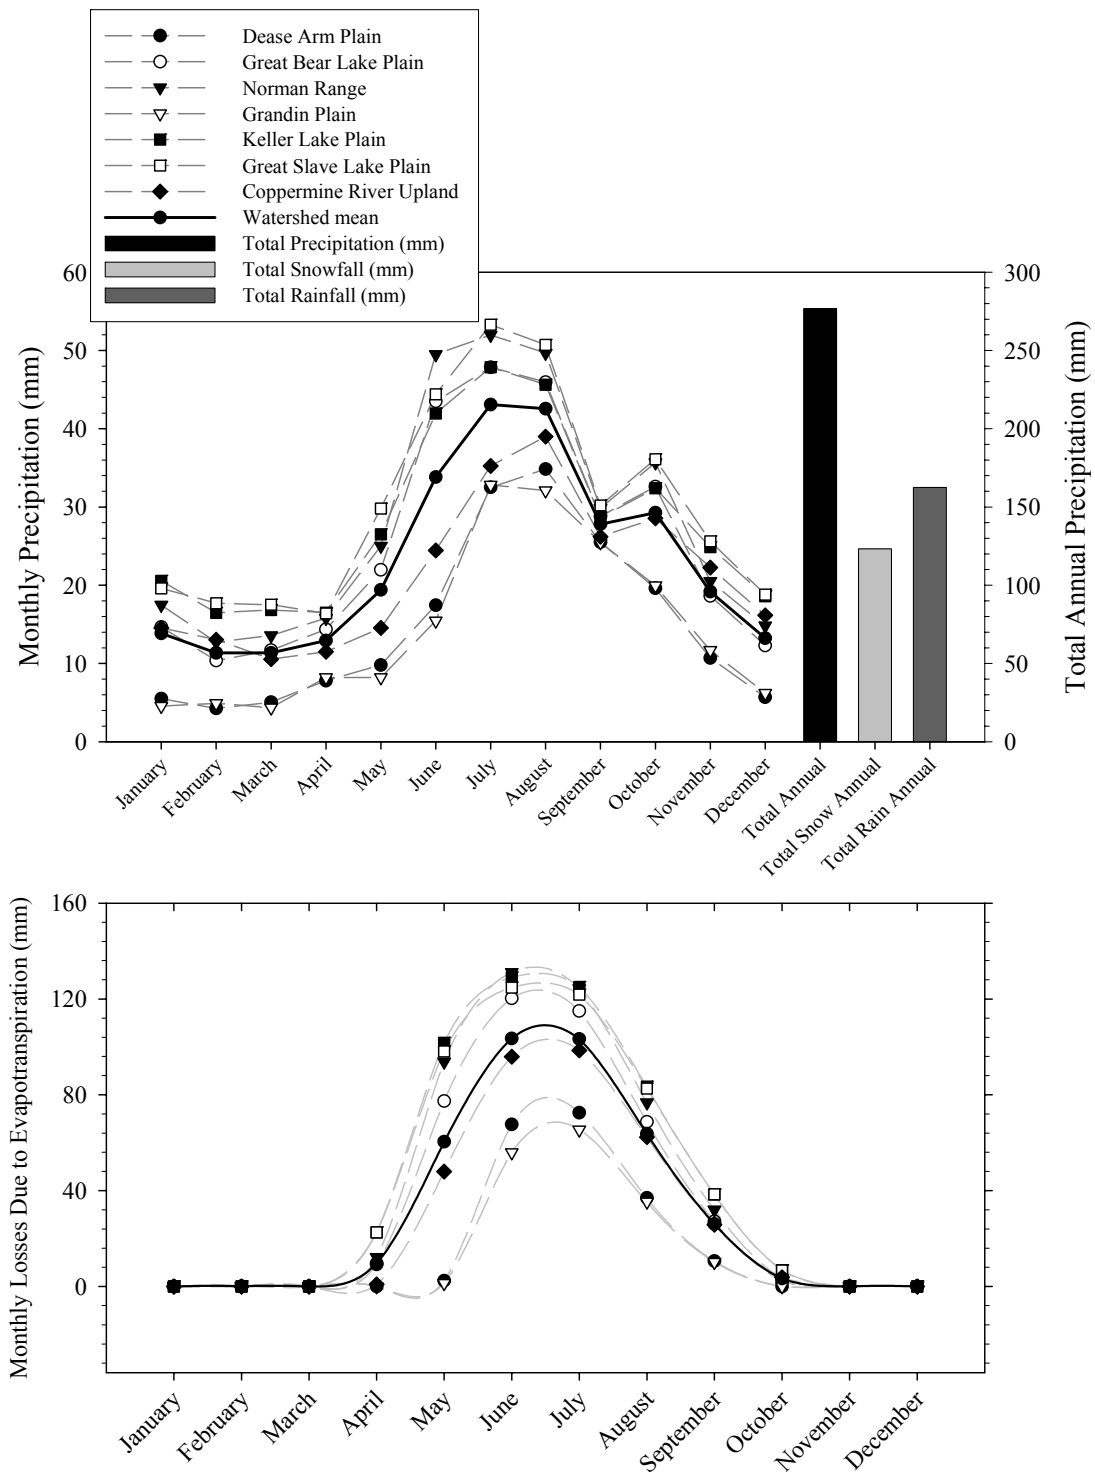 Dease Arm Plain
Great Bear Lake Plain
Norman Range
Grandin Plain
Keller Lake Plain
Great Slave Lake Plain
Coppermine River Upland
Watershed mean
Total Precipitation (mm)
Total Snowfall (mm)
Total Rainfall (mm)
Monthly Precipitation (mm)
60
50
40
30
20
10
0
300
250
200
150
100
50
0
Total Annual Precipitation (mm)
January
February
March
April
May
June
July
August
September
October
November
December
Total Annual
Total Snow Annual
Total Rain Annual
Monthly Losses Due to Evapotranspiration (mm)
160
120
80
40
0
January
February
March
April
May
June
July
August
September
October
November
December